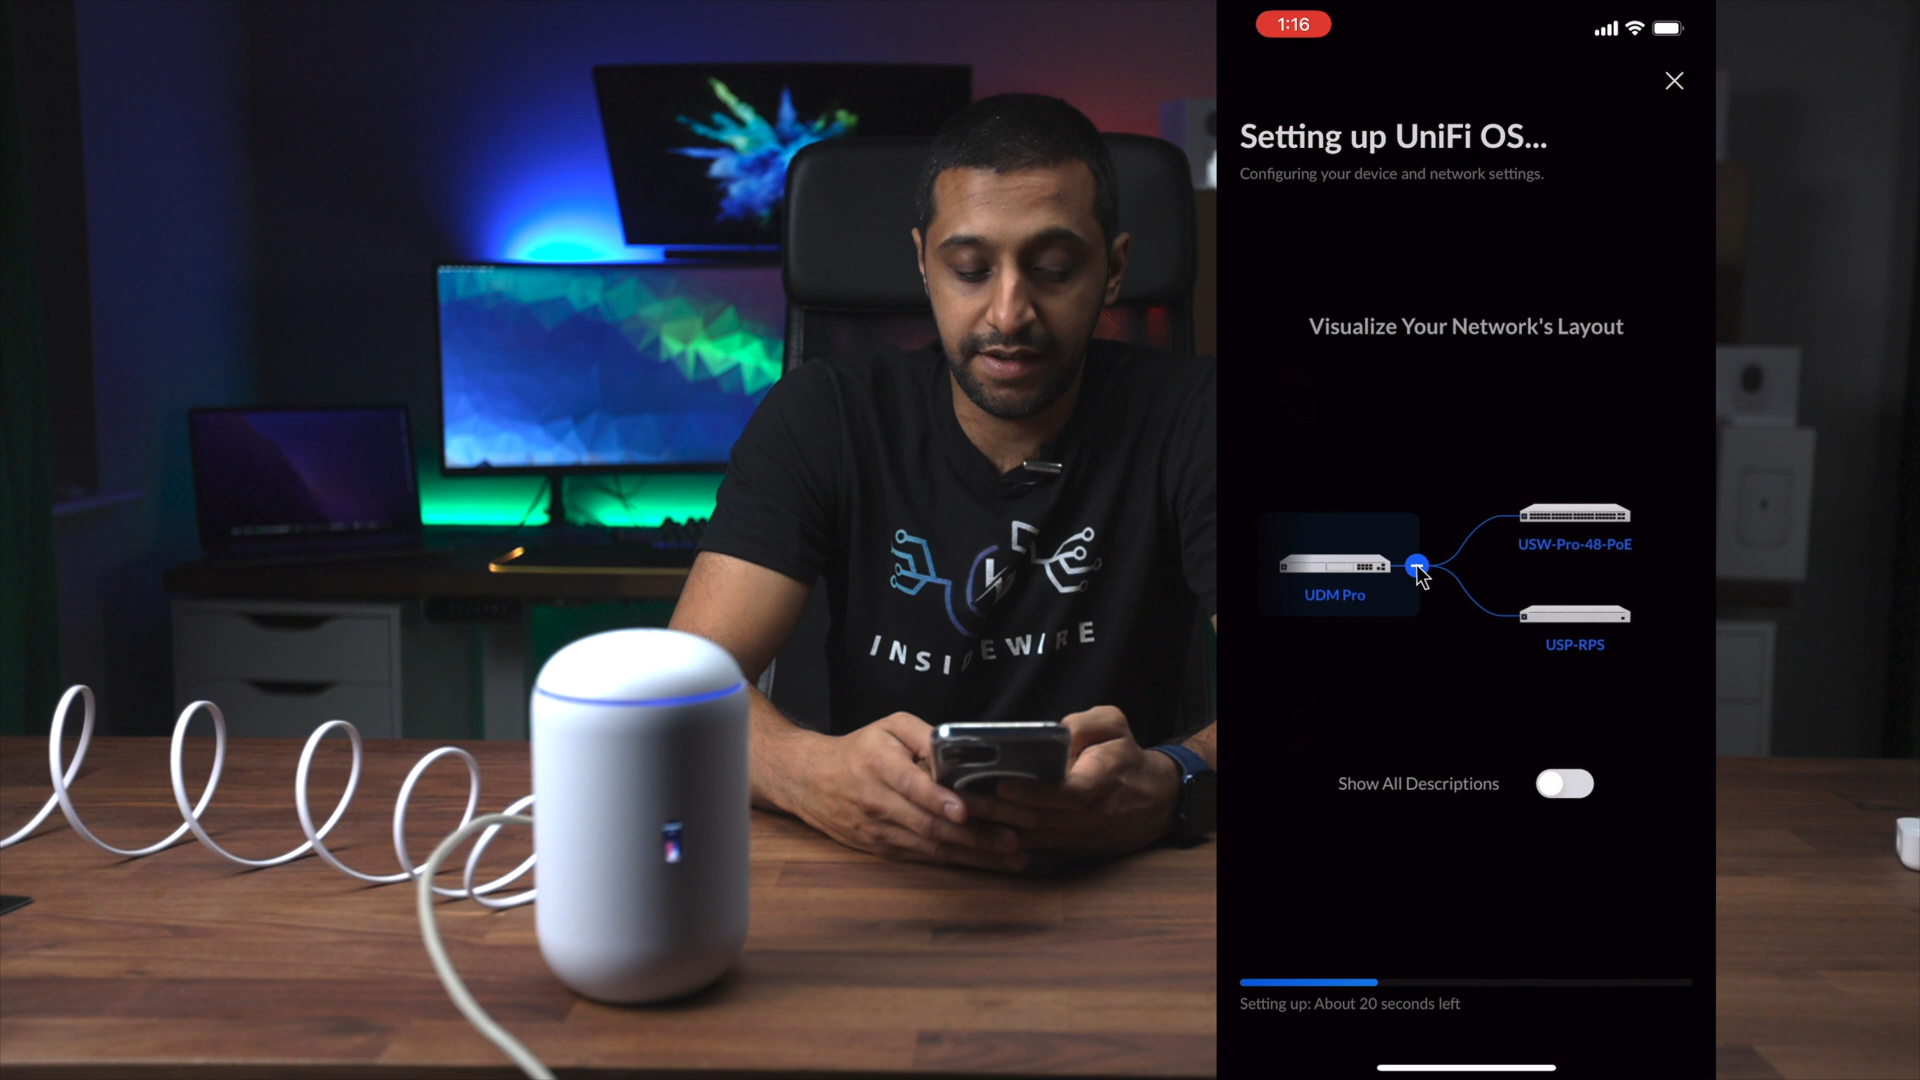 1:16
Setting up UniFi OS...
Configuring your device and network settings.
Visualize Your Network's Layout
USW-Pro-48-PoE
UDM Pro
USP-RPS
Show All Descriptions
Setting up: About 20 seconds left
INSIDEWIRE